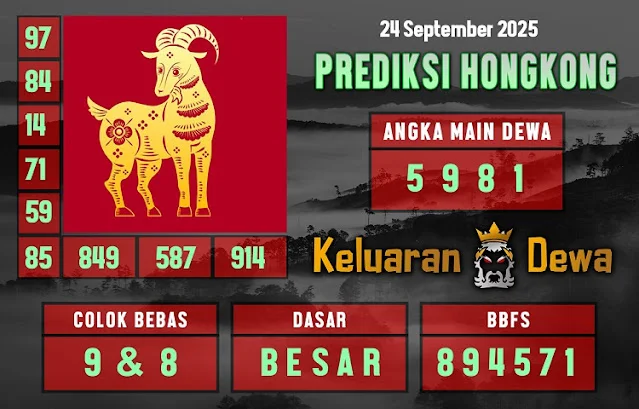 24 September 2025
PREDIKSI HONGKONG
97
84
14
71
59
85 849 587 914
ANGKA MAIN DEWA
5 9 8 1
Keluaran Dewa
COLOK BEBAS
9 & 8
DASAR
BESAR
BBFS
894571